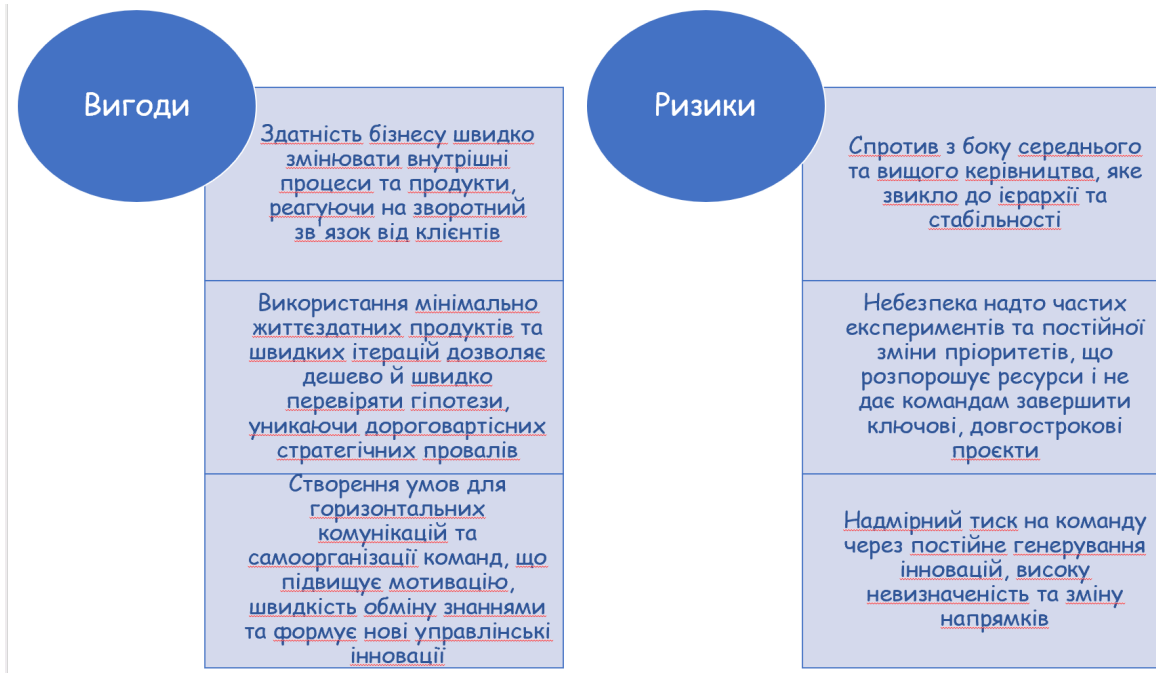 Вигоди
Здатність бізнесу швидко
змінювати внутрішні
процеси та продукти,
реагуючи на зворотний
зв'язок від клієнтів
Використання мінімально
життєздатних продуктів та
швидких ітерацій дозволяє
дешево й швидко
перевіряти гіпотези,
уникаючи дороговартісних
стратегічних провалів
Створення умов для
горизонтальних
комунікацій та
самоорганізації команд, що
підвищує мотивацію,
швидкість обміну знаннями
та формує нові управлінські
інновації
Ризики
Спротив з боку середнього
та вищого керівництва, яке
звикло до ієрархії та
стабільності
Небезпека надто частих
експериментів та постійної
зміни пріоритетів, що
розпорошує ресурси і не
дає командам завершити
ключові, довгострокові
проєкти
Надмірний тиск на команду
через постійне генерування
інновацій, високу
невизначеність та зміну
напрямків